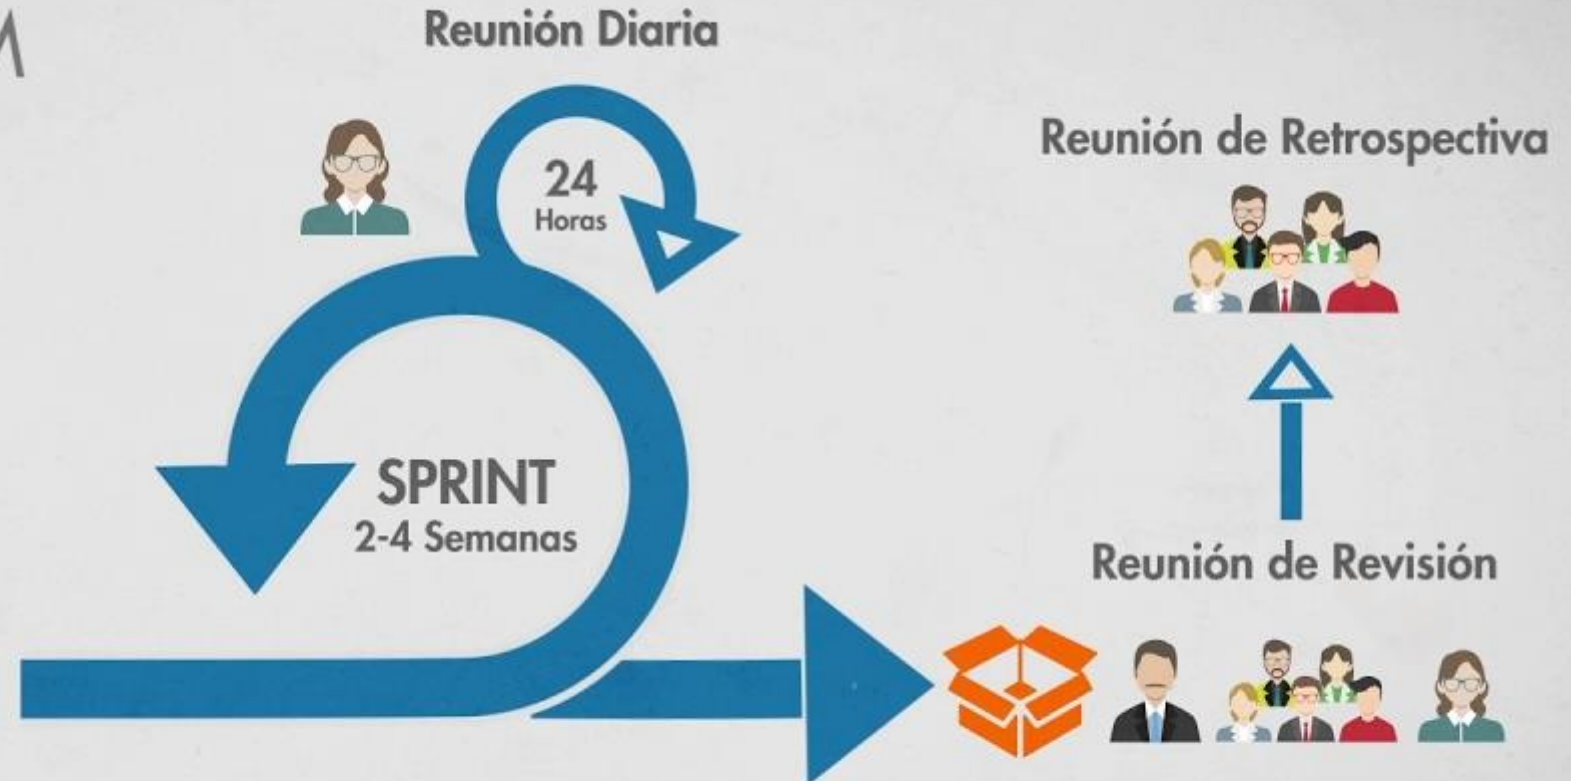 M
Reunión Diaria
24
Horas
Reunión de Retrospectiva
SPRINT
2-4 Semanas
Reunión de Revisión